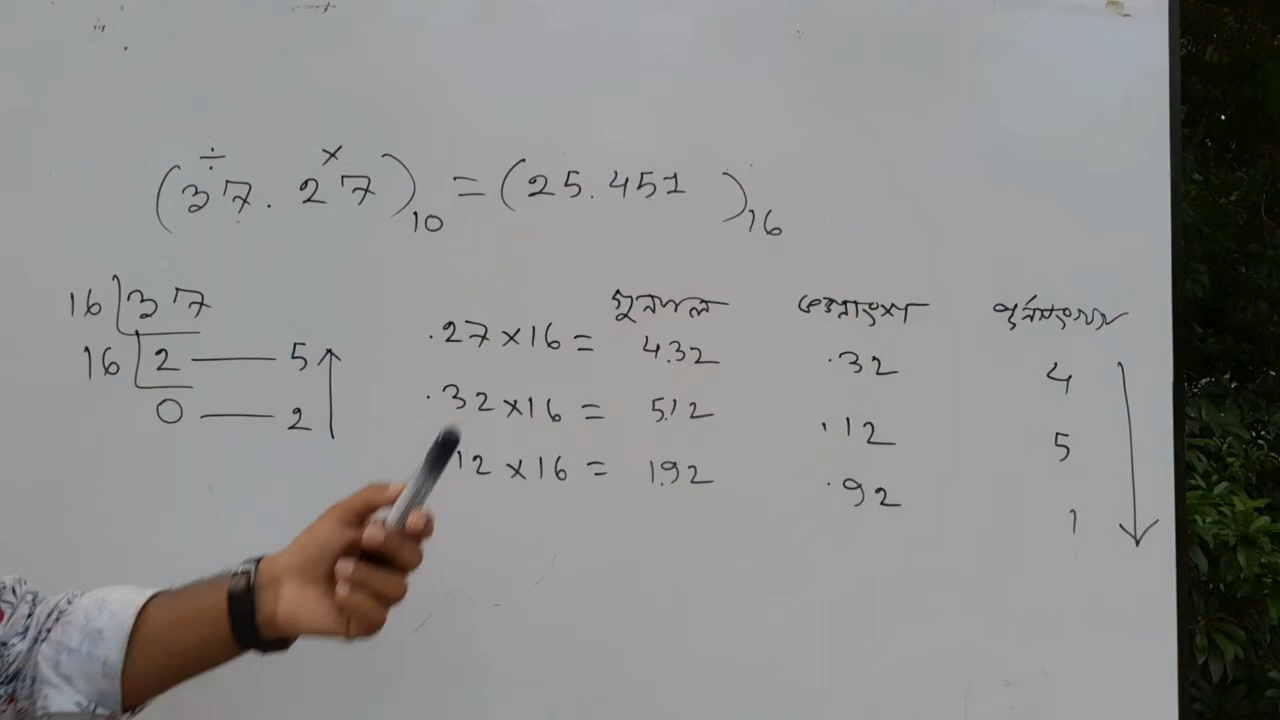 ÷ ×
(37.27)10 = (25.451 )16
16 37
16 2 — 5
0 — 2
গুনফল ভগ্নাংশ পূর্নসংখ্যা
.27×16 = 4.32 .32 4
.32×16 = 5.12 .12 5
12×16 = 1.92 .92 1